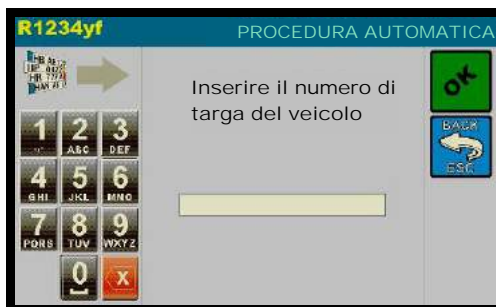 R1234yf
PROCEDURA AUTOMATICA
Inserire il numero di
targa del veicolo
OK
BACK
ESC
1
2
ABC
3
DEF
4
GHI
5
JKL
6
MNO
7
PQRS
8
TUV
9
WXYZ
0
X